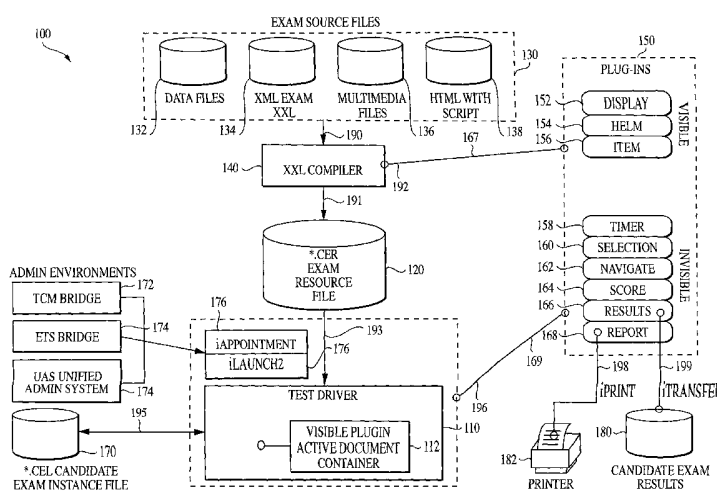 EXAM SOURCE FILES
100
130
150
DATA FILES
XML EXAM
XXL
MULTIMEDIA
FILES
HTML WITH
SCRIPT
132
134
136
138
PLUG-INS
152
DISPLAY
154
HELM
156
ITEM
VISIBLE
190
167
140
XXL COMPILER
192
191
*.CER
EXAM
RESOURCE
FILE
120
158
TIMER
160
SELECTION
162
NAVIGATE
164
SCORE
166
RESULTS
168
REPORT
INVISIBLE
ADMIN ENVIRONMENTS
172
TCM BRIDGE
174
ETS BRIDGE
UAS UNIFIED
ADMIN SYSTEM
174
176
iAPPOINTMENT
iLAUNCH2
193
176
169
196
198
199
iPRINT
iTRANSFER
TEST DRIVER
110
VISIBLE PLUGIN
ACTIVE DOCUMENT
CONTAINER
112
195
170
*.CEL CANDIDATE
EXAM INSTANCE FILE
182
PRINTER
180
CANDIDATE EXAM
RESULTS